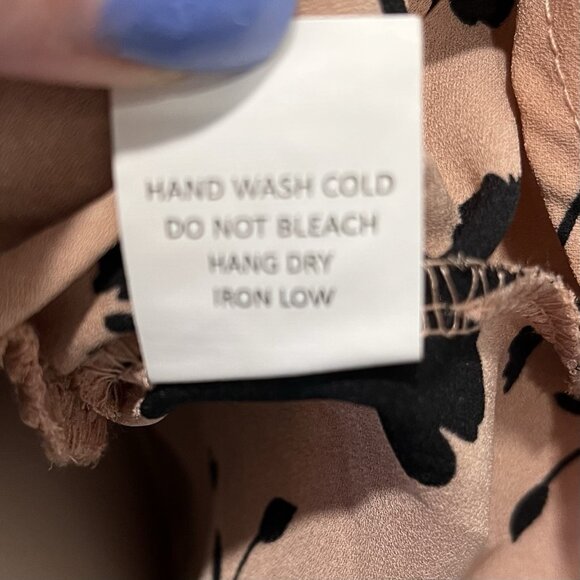 HAND WASH COLD
DO NOT BLEACH
HANG DRY
IRON LOW